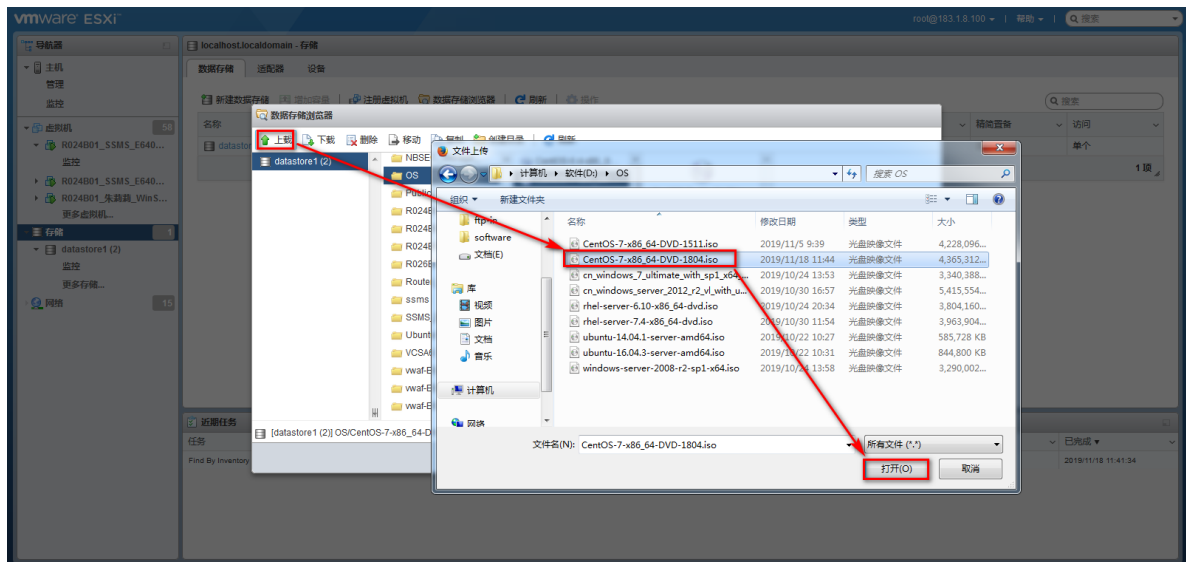 vmware ESXi
root@183.1.8.100
帮助
搜索
导航器
主机
管理
监控
虚拟机
58
R024B01_SSMS_E640...
监控
R024B01_SSMS_E640...
R024B01_朱莉莉_WinS...
更多虚拟机...
存储
1
datastore1 (2)
监控
更多存储...
网络
15
localhost.localdomain - 存储
数据存储
适配器
设备
新建数据存储
增加容量
注册虚拟机
数据存储浏览器
刷新
操作
搜索
名称
精简置备
访问
单个
1 项
数据存储浏览器
上载
下载
删除
移动
复制
创建目录
刷新
datastore1 (2)
NBSE
OS
Public
R024B
R024B
R024B
R026B
Route
ssms
SSMS_
Ubunt
VCSA6
vwaf-E
vwaf-E
vwaf-E
[datastore1 (2)] OS/CentOS-7-x86_64-D
文件上传
计算机
软件(D:)
OS
搜索 OS
组织
新建文件夹
ftp-in
software
文档(E)
库
视频
图片
文档
音乐
计算机
网络
名称
修改日期
类型
大小
CentOS-7-x86_64-DVD-1511.iso 2019/11/5 9:39 光盘映像文件 4,228,096...
CentOS-7-x86_64-DVD-1804.iso 2019/11/18 11:44 光盘映像文件 4,365,312...
cn_windows_7_ultimate_with_sp1_x64_... 2019/10/24 13:53 光盘映像文件 3,340,388...
cn_windows_server_2012_r2_vl_with_u... 2019/10/30 16:57 光盘映像文件 5,415,554...
rhel-server-6.10-x86_64-dvd.iso 2019/10/24 20:34 光盘映像文件 3,804,160...
rhel-server-7.4-x86_64-dvd.iso 2019/10/30 11:54 光盘映像文件 3,963,904...
ubuntu-14.04.1-server-amd64.iso 2019/10/22 10:27 光盘映像文件 585,728 KB
ubuntu-16.04.3-server-amd64.iso 2019/10/22 10:31 光盘映像文件 844,800 KB
windows-server-2008-r2-sp1-x64.iso 2019/10/24 13:58 光盘映像文件 3,290,002...
文件名(N):
CentOS-7-x86_64-DVD-1804.iso
所有文件 (*.*)
打开(O)
取消
近期任务
任务
已完成
Find By Inventory
2019/11/18 11:41:34